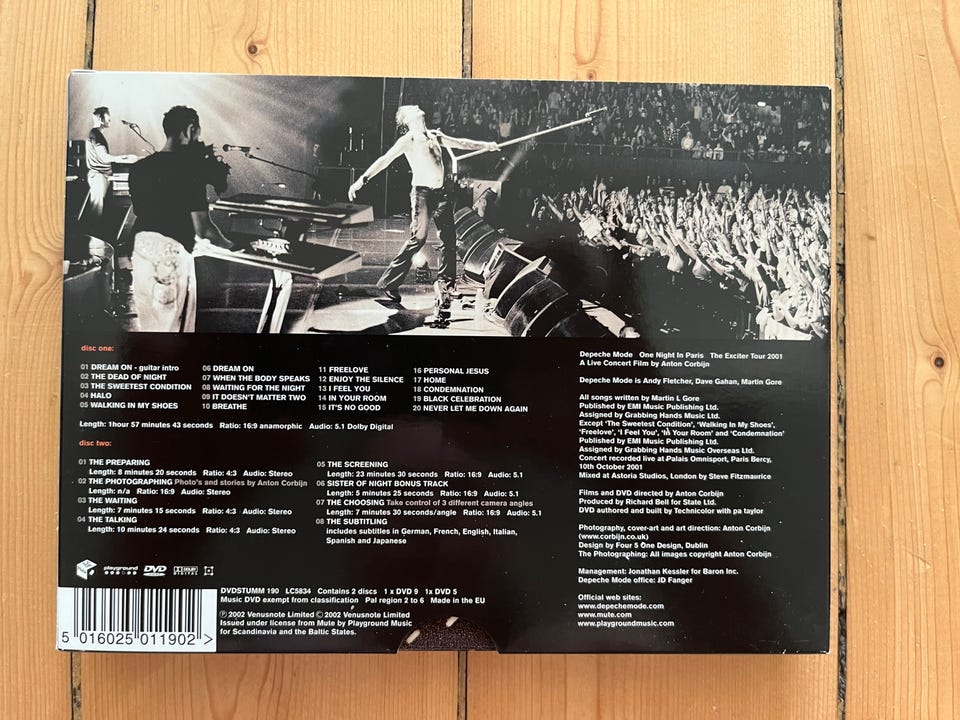 disc one:
01 DREAM ON - guitar intro
02 THE DEAD OF NIGHT
03 THE SWEETEST CONDITION
04 HALO
05 WALKING IN MY SHOES
06 DREAM ON
07 WHEN THE BODY SPEAKS
08 WAITING FOR THE NIGHT
09 IT DOESN'T MATTER TWO
10 BREATHE
11 FREELOVE
12 ENJOY THE SILENCE
13 I FEEL YOU
14 IN YOUR ROOM
15 IT'S NO GOOD
16 PERSONAL JESUS
17 HOME
18 CONDEMNATION
19 BLACK CELEBRATION
20 NEVER LET ME DOWN AGAIN
Length: 1hour 57 minutes 43 seconds Ratio: 16:9 anamorphic Audio: 5.1 Dolby Digital
disc two:
01 THE PREPARING
Length: 8 minutes 20 seconds Ratio: 4:3 Audio: Stereo
02 THE PHOTOGRAPHING Photo's and stories by Anton Corbijn
Length: n/a Ratio: 16:9 Audio: Stereo
03 THE WAITING
Length: 7 minutes 15 seconds Ratio: 4:3 Audio: Stereo
04 THE TALKING
Length: 10 minutes 24 seconds Ratio: 4:3 Audio: Stereo
05 THE SCREENING
Length: 23 minutes 30 seconds Ratio: 16:9 Audio: 5.1
06 SISTER OF NIGHT BONUS TRACK
Length: 5 minutes 25 seconds Ratio: 16:9 Audio: 5.1
07 THE CHOOSING Take control of 3 different camera angles
Length: 7 minutes 30 seconds/angle Ratio: 16:9 Audio: 5.1
08 THE SUBTITLING
includes subtitles in German, French, English, Italian,
Spanish and Japanese
playground
DVD
DOLBY
DIGITAL
DVDSTUMM 190 LC5834 Contains 2 discs 1 x DVD 9 1x DVD 5
Music DVD exempt from classification Pal region 2 to 6 Made in the EU
℗ 2002 Venusnote Limited © 2002 Venusnote Limited
Issued under license from Mute by Playground Music
for Scandinavia and the Baltic States.
5 016025 011902 >
Depeche Mode One Night In Paris The Exciter Tour 2001
A Live Concert Film by Anton Corbijn
Depeche Mode is Andy Fletcher, Dave Gahan, Martin Gore
All songs written by Martin L Gore
Published by EMI Music Publishing Ltd.
Assigned by Grabbing Hands Music Ltd.
Except 'The Sweetest Condition', 'Walking In My Shoes',
'Freelove', 'I Feel You', 'In Your Room' and 'Condemnation'
Published by EMI Music Publishing Ltd.
Assigned by Grabbing Hands Music Overseas Ltd.
Concert recorded live at Palais Omnisport, Paris Bercy,
10th October 2001
Mixed at Astoria Studios, London by Steve Fitzmaurice
Films and DVD directed by Anton Corbijn
Produced by Richard Bell for State Ltd.
DVD authored and built by Technicolor with pa taylor
Photography, cover-art and art direction: Anton Corbijn
(www.corbijn.co.uk)
Design by Four 5 One Design, Dublin
The Photographing: All images copyright Anton Corbijn
Management: Jonathan Kessler for Baron Inc.
Depeche Mode office: JD Fanger
Official web sites:
www.depechemode.com
www.mute.com
www.playgroundmusic.com